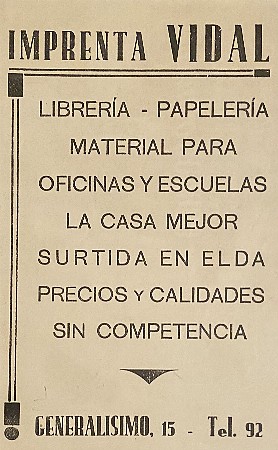 IMPRENTA VIDAL
LIBRERÍA - PAPELERÍA
MATERIAL PARA
OFICINAS Y ESCUELAS
LA CASA MEJOR
SURTIDA EN ELDA
PRECIOS Y CALIDADES
SIN COMPETENCIA
GENERALISIMO, 15 - Tel. 92